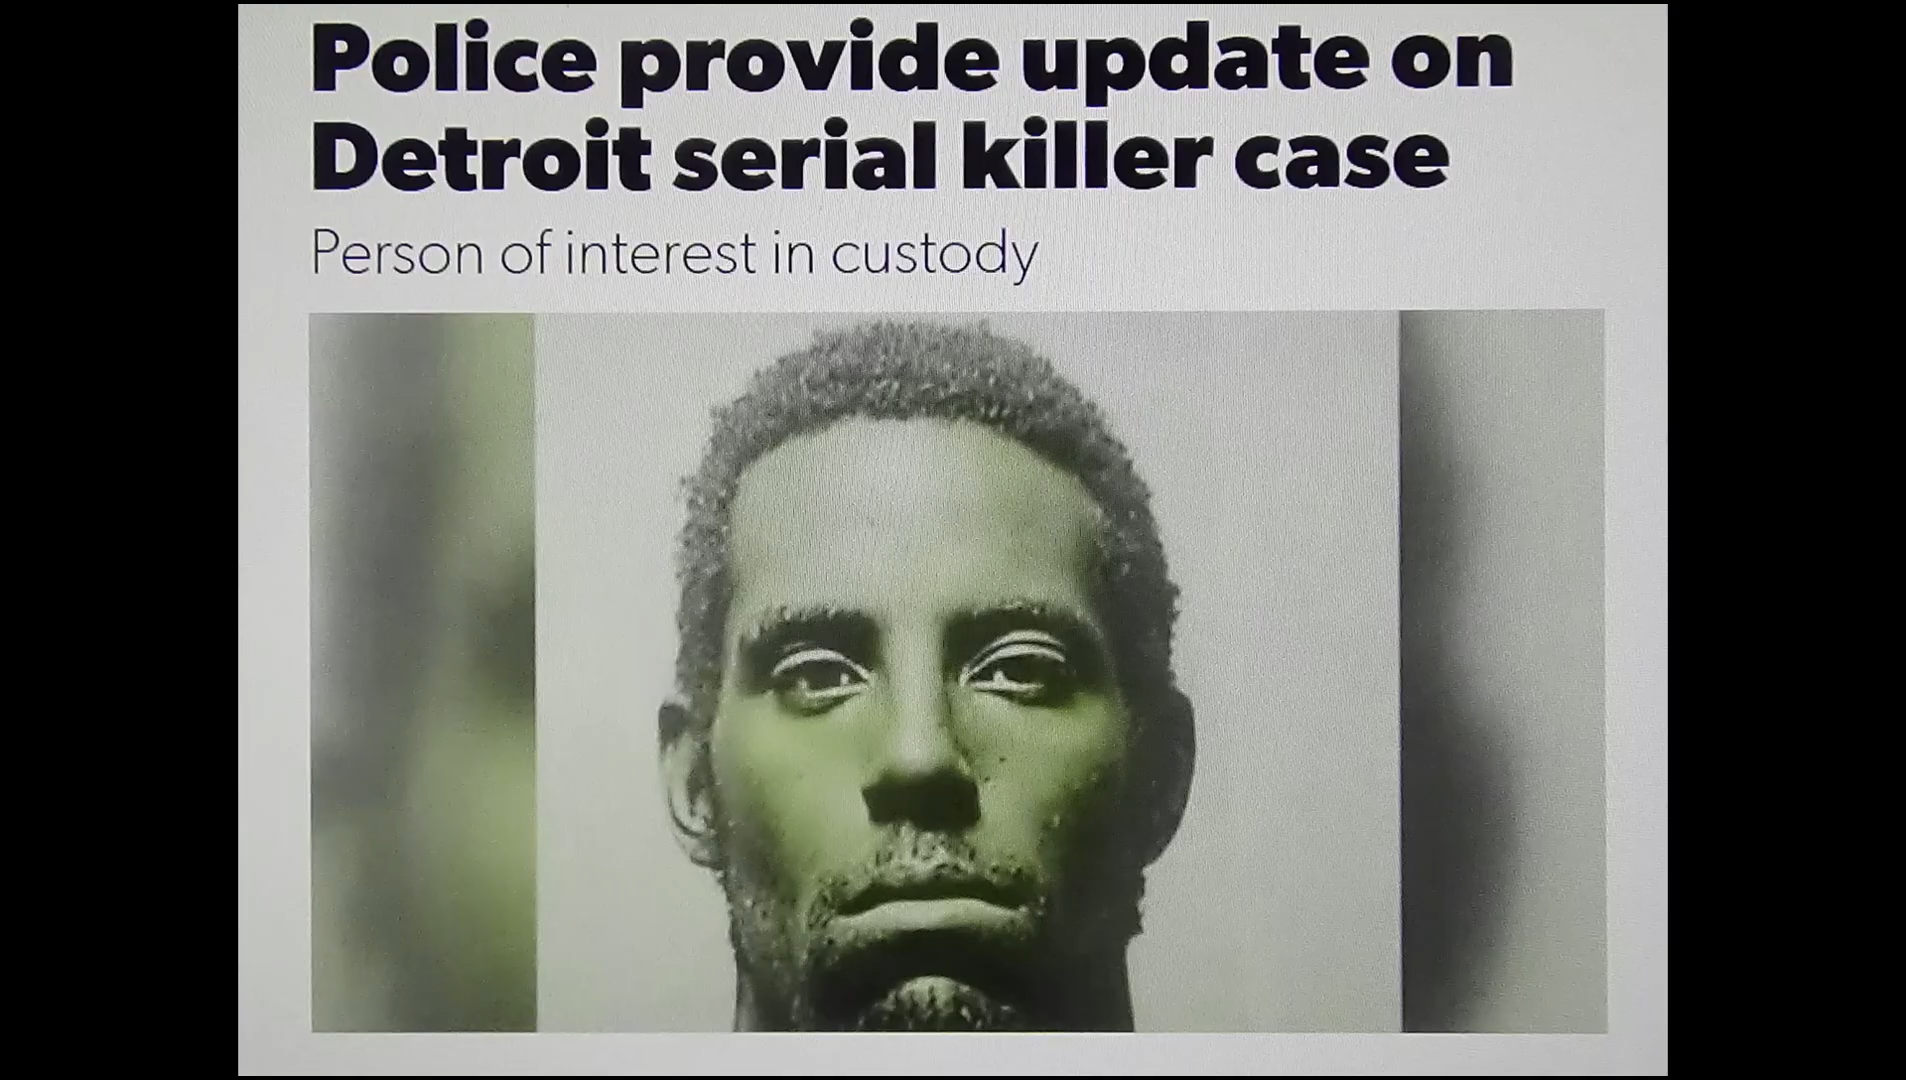 Police provide update on
Detroit serial killer case
Person of interest in custody